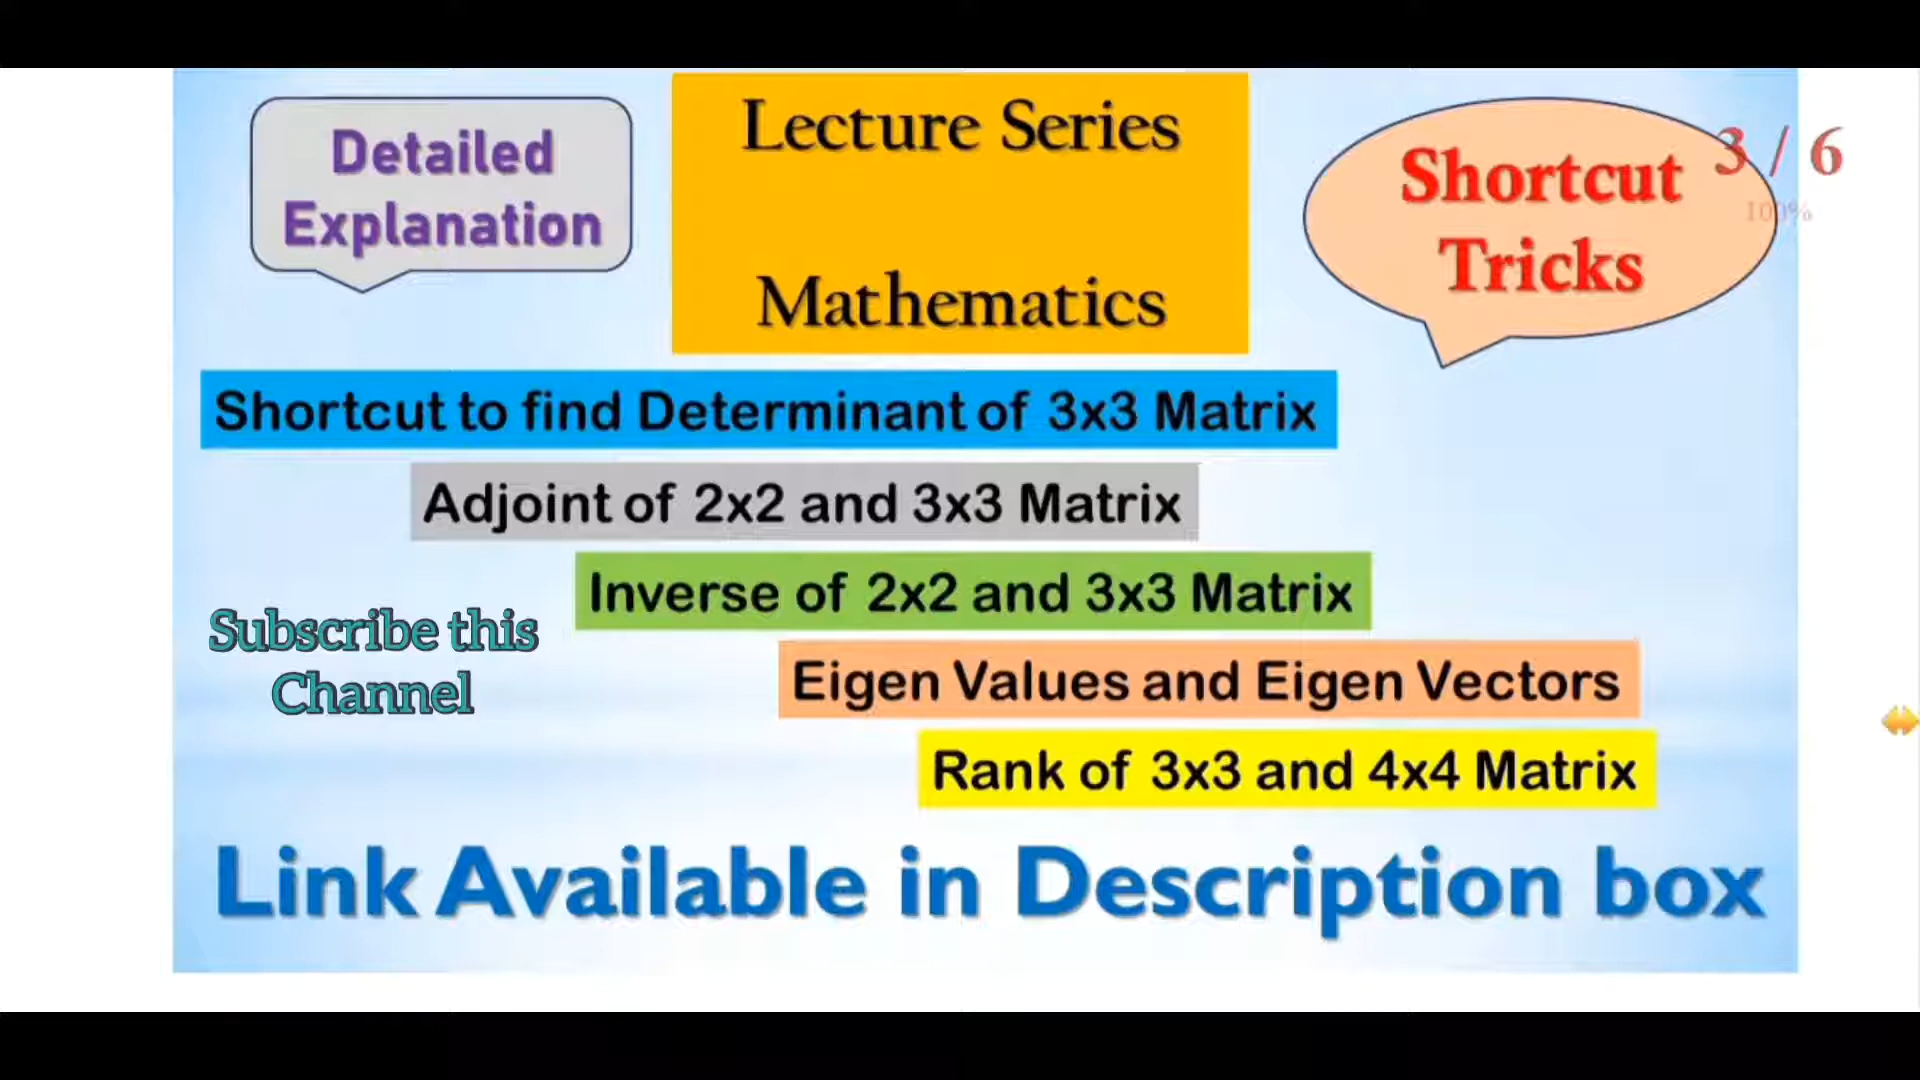 Detailed
Explanation
Lecture Series
Mathematics
Shortcut
Tricks
3 / 6
100%
Shortcut to find Determinant of 3x3 Matrix
Adjoint of 2x2 and 3x3 Matrix
Inverse of 2x2 and 3x3 Matrix
Subscribe this
Channel
Eigen Values and Eigen Vectors
Rank of 3x3 and 4x4 Matrix
Link Available in Description box